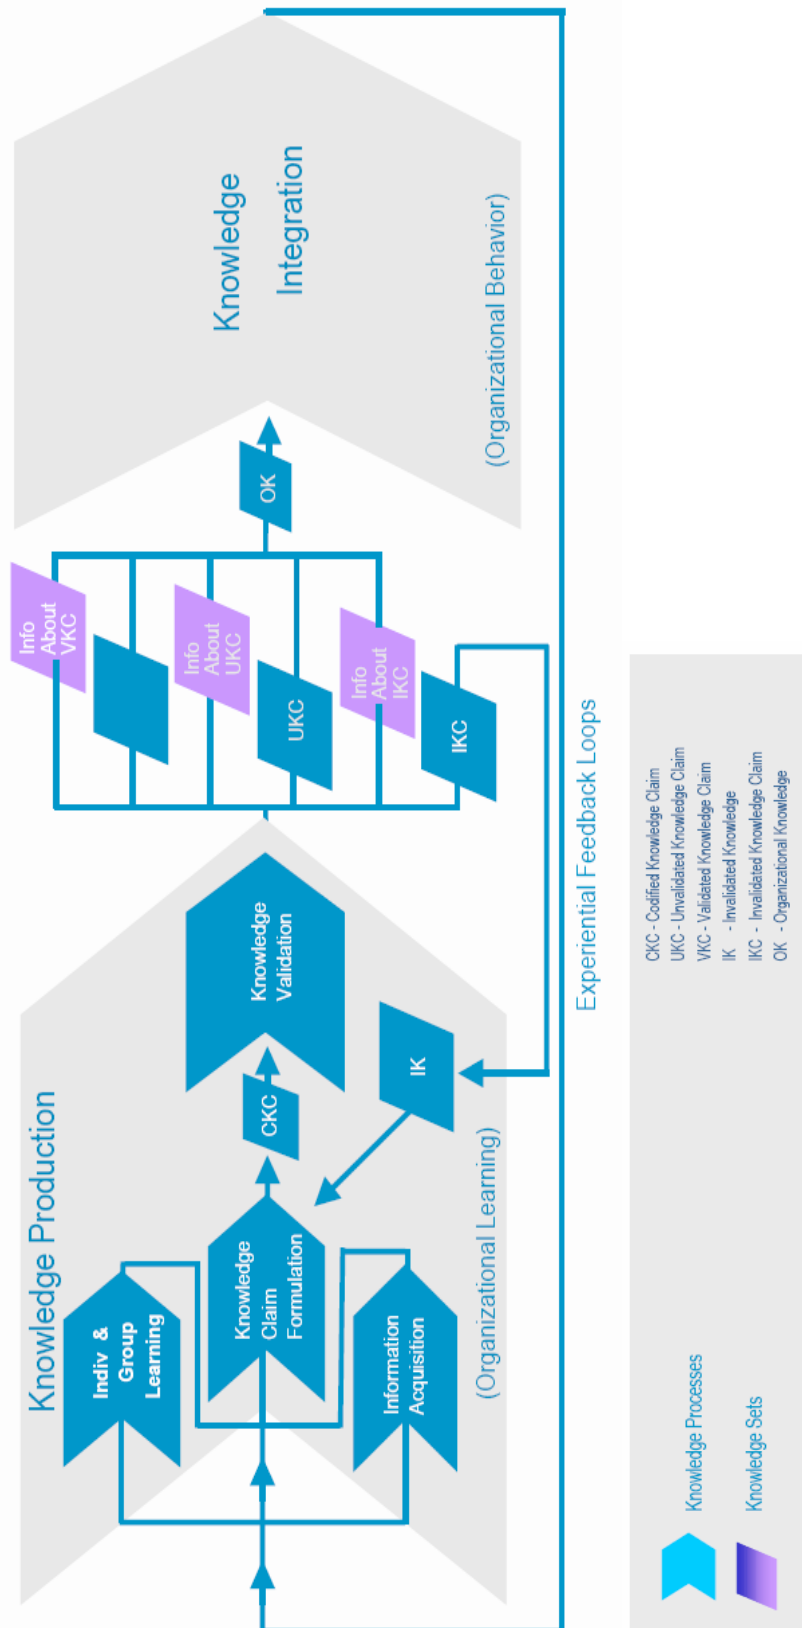 Knowledge Production
Indiv &
Group
Learning
Knowledge
Claim
Formulation
Information
Acquisition
(Organizational Learning)
CKC
Knowledge
Validation
IK
Info
About
VKC
Info
About
UKC
UKC
Info
About
IKC
IKC
OK
Knowledge
Integration
(Organizational Behavior)
Experiential Feedback Loops
Knowledge Processes
Knowledge Sets
CKC - Codified Knowledge Claim
UKC - Unvalidated Knowledge Claim
VKC - Validated Knowledge Claim
IK - Invalidated Knowledge
IKC - Invalidated Knowledge Claim
OK - Organizational Knowledge